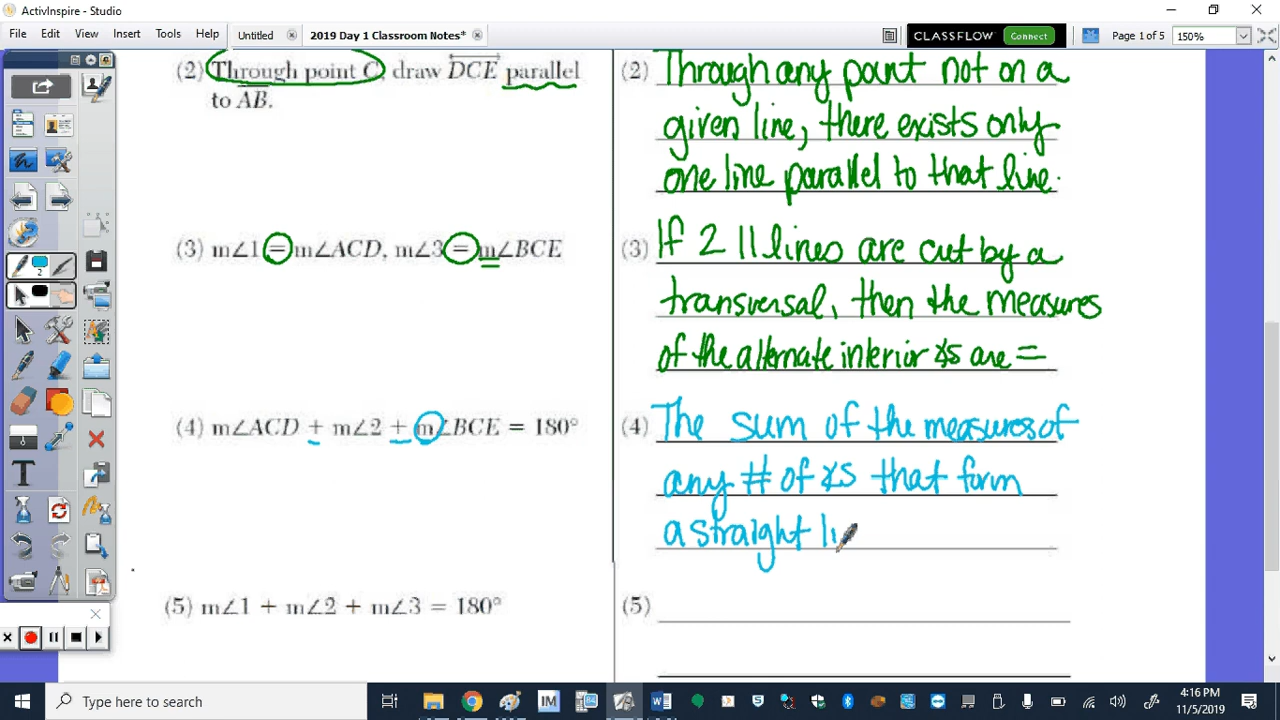 ActivInspire - Studio
File Edit View Insert Tools Help Untitled 2019 Day 1 Classroom Notes* CLASSFLOW Connect Page 1 of 5 150%
(2) Through point C, draw DCE parallel
to AB.
(2) Through any point not on a
given line, there exists only
one line parallel to that line.
(3) m∠1 = m∠ACD, m∠3 = m∠BCE
(3) If 2 || lines are cut by a
transversal, then the measures
of the alternate interior ∡s are =
(4) m∠ACD + m∠2 + m∠BCE = 180°
(4) The sum of the measures of
any # of ∡s that form
a straight li
(5) m∠1 + m∠2 + m∠3 = 180°
(5)
Type here to search
4:16 PM
11/5/2019